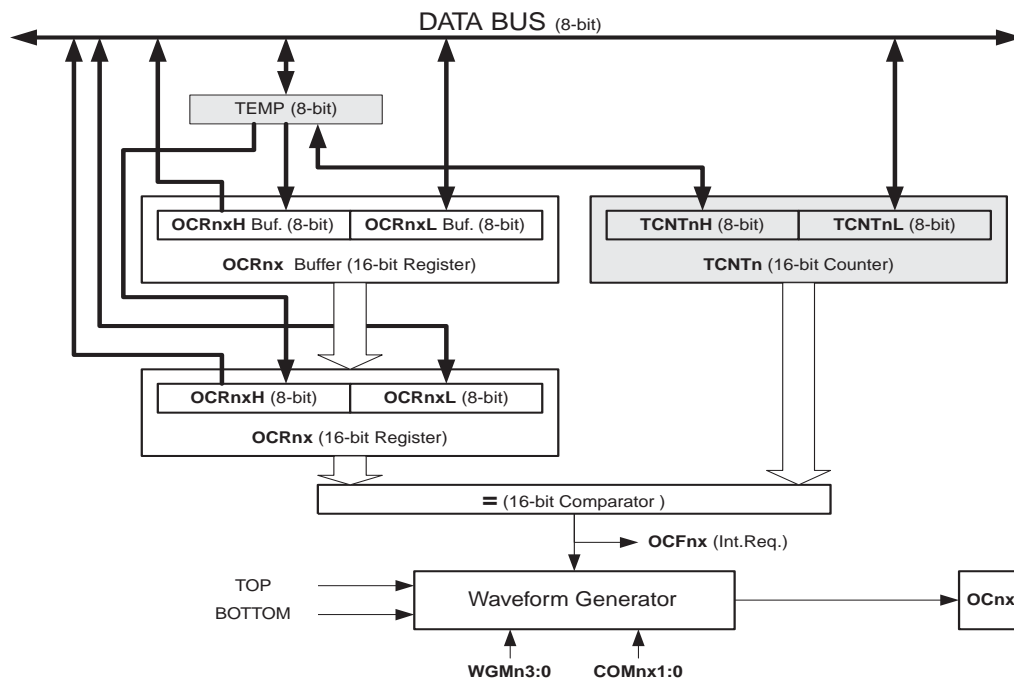 DATA BUS (8-bit)
TEMP (8-bit)
OCRnxH Buf. (8-bit) OCRnxL Buf. (8-bit)
OCRnx Buffer (16-bit Register)
TCNTnH (8-bit) TCNTnL (8-bit)
TCNTn (16-bit Counter)
OCRnxH (8-bit) OCRnxL (8-bit)
OCRnx (16-bit Register)
= (16-bit Comparator )
OCFnx (Int.Req.)
TOP
BOTTOM
Waveform Generator
OCnx
WGMn3:0 COMnx1:0